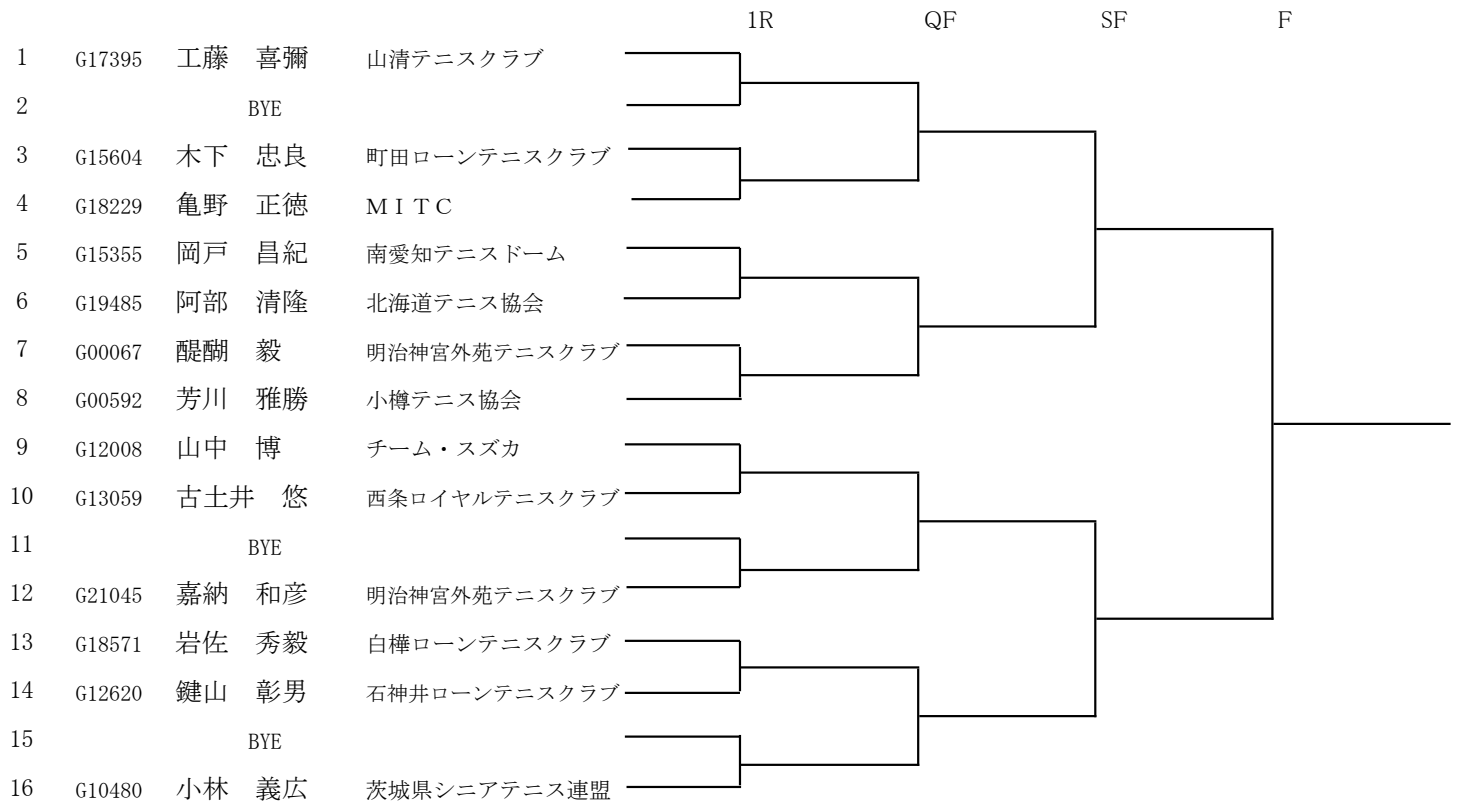 1R QF SF F
1 G17395 工藤　喜彌 山清テニスクラブ
2 BYE
3 G15604 木下　忠良 町田ローンテニスクラブ
4 G18229 亀野　正徳 ＭＩＴＣ
5 G15355 岡戸　昌紀 南愛知テニスドーム
6 G19485 阿部　清隆 北海道テニス協会
7 G00067 醍醐　毅 明治神宮外苑テニスクラブ
8 G00592 芳川　雅勝 小樽テニス協会
9 G12008 山中　博 チーム・スズカ
10 G13059 古土井　悠 西条ロイヤルテニスクラブ
11 BYE
12 G21045 嘉納　和彦 明治神宮外苑テニスクラブ
13 G18571 岩佐　秀毅 白樺ローンテニスクラブ
14 G12620 鍵山　彰男 石神井ローンテニスクラブ
15 BYE
16 G10480 小林　義広 茨城県シニアテニス連盟